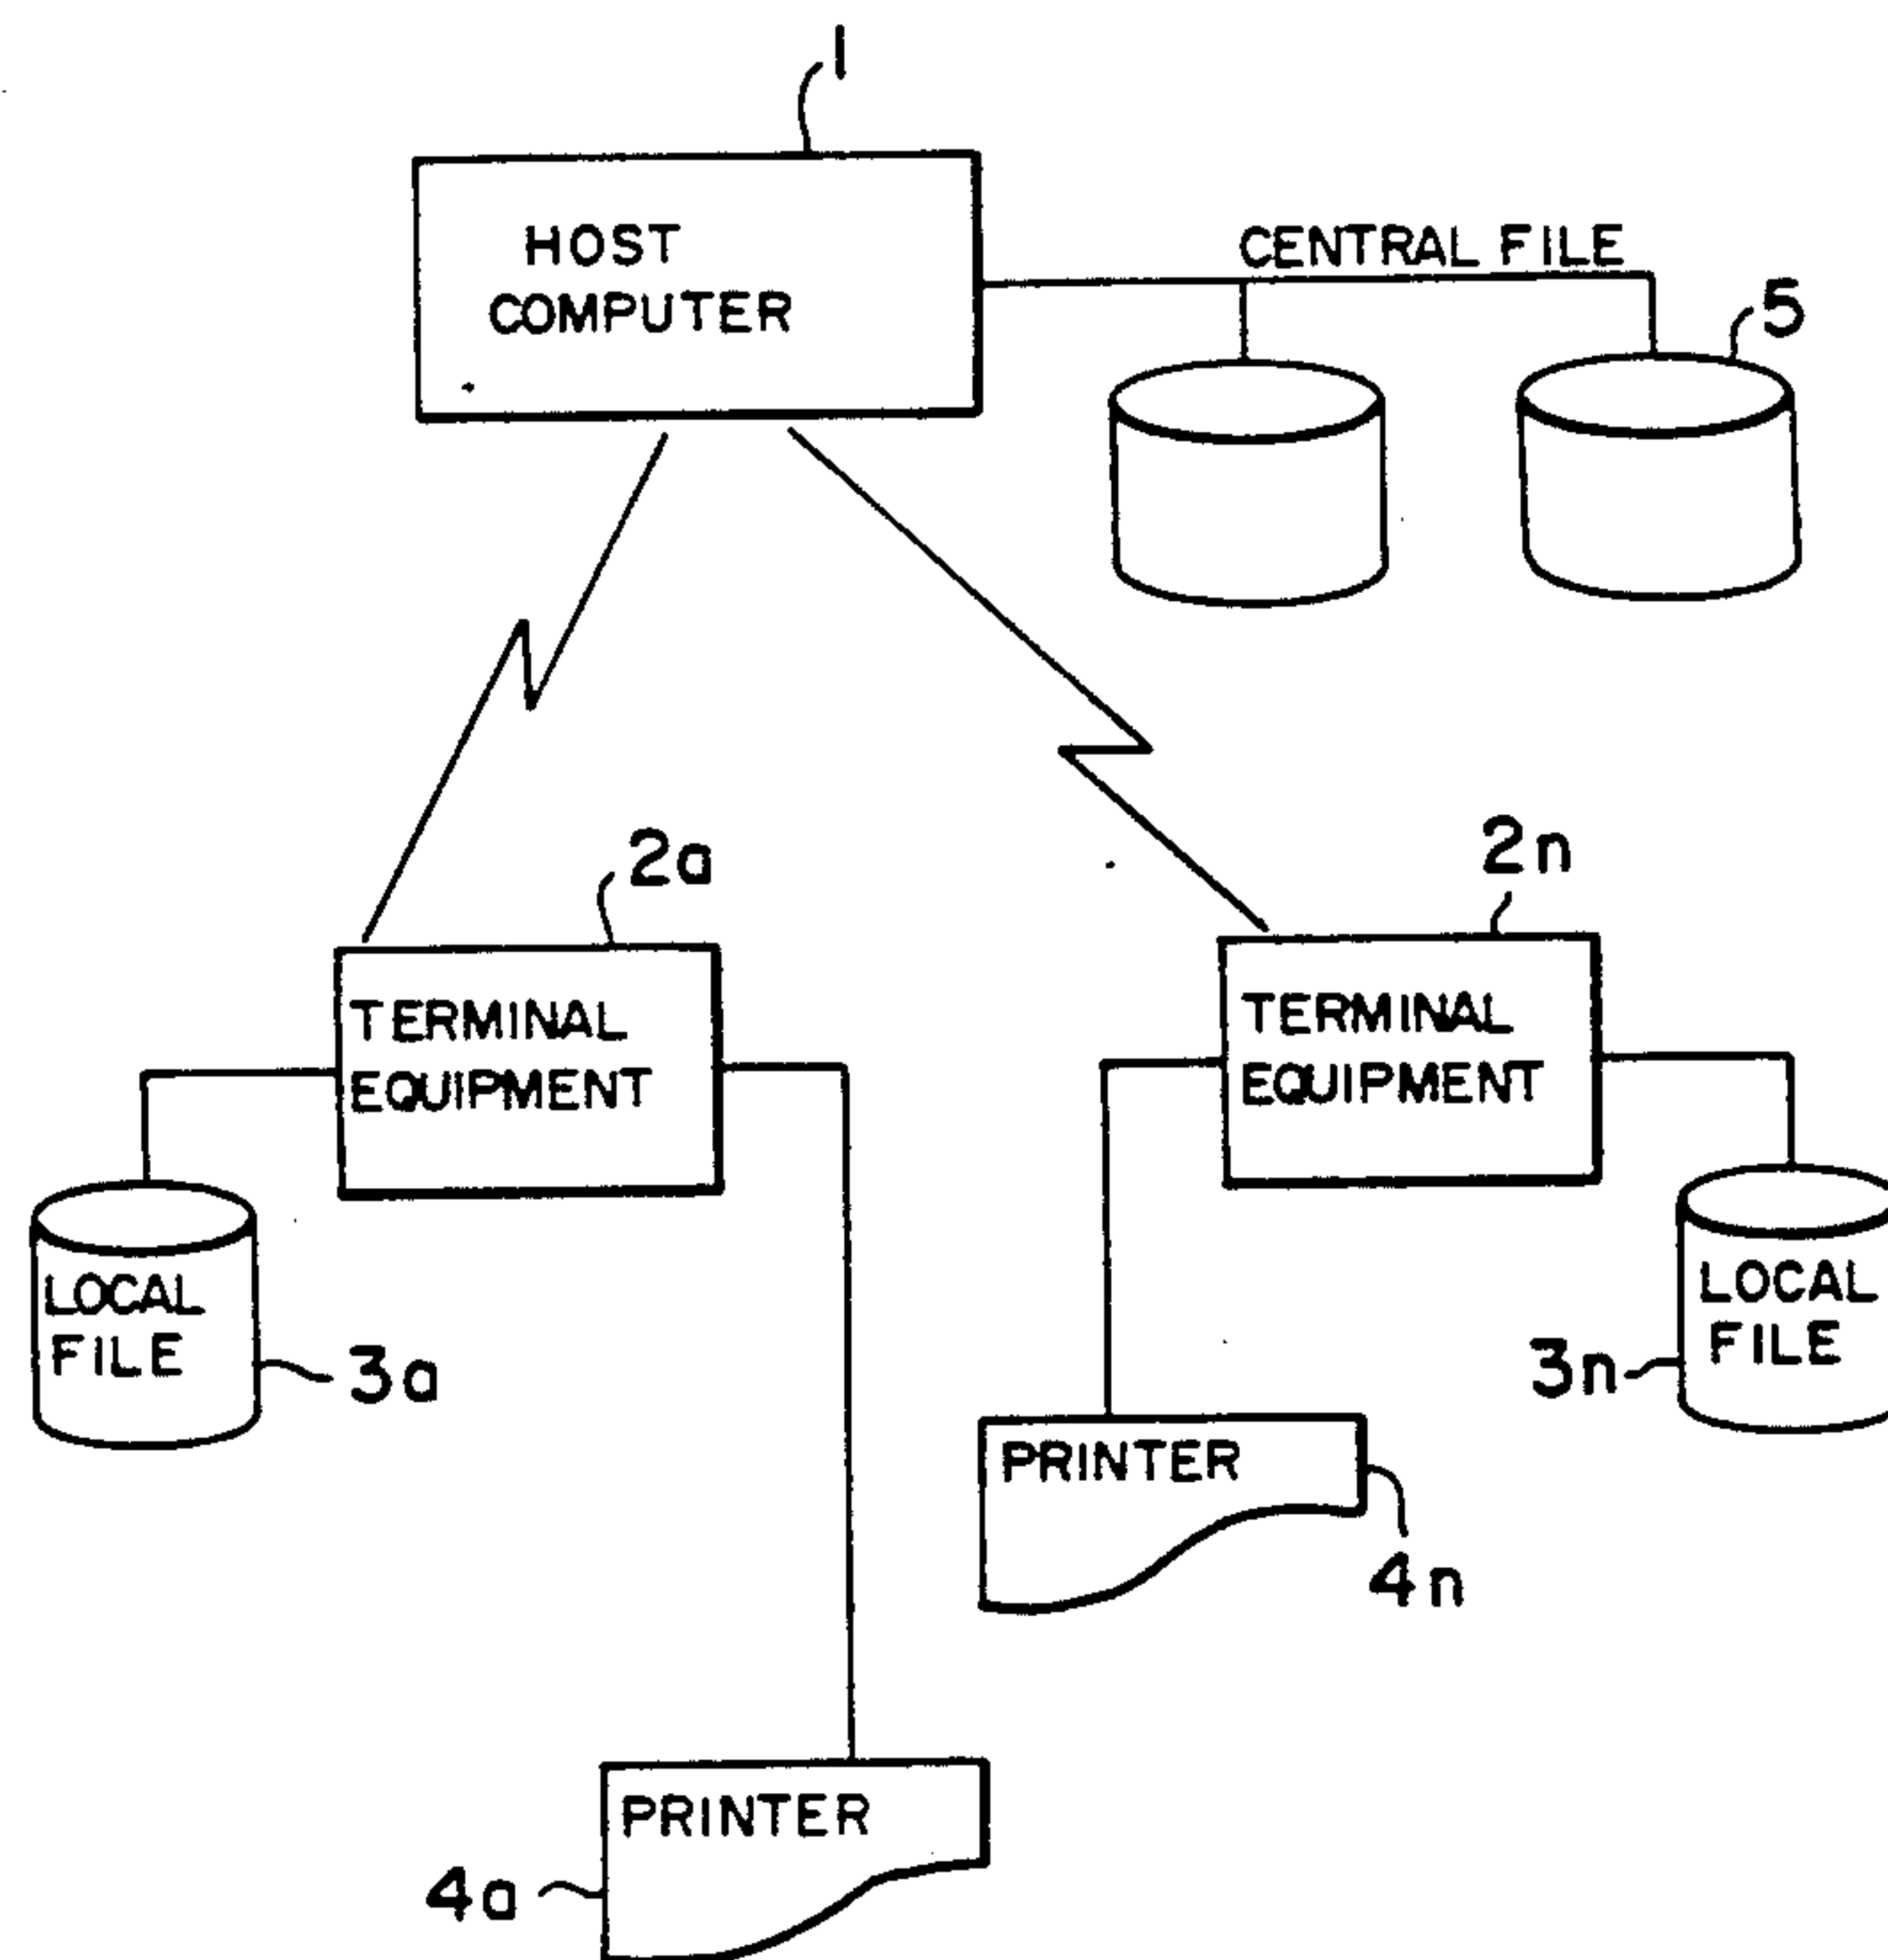 1
HOST
COMPUTER
CENTRAL FILE
5
2a
2n
TERMINAL
EQUIPMENT
TERMINAL
EQUIPMENT
LOCAL
FILE
3a
3n
LOCAL
FILE
PRINTER
4n
PRINTER
4a